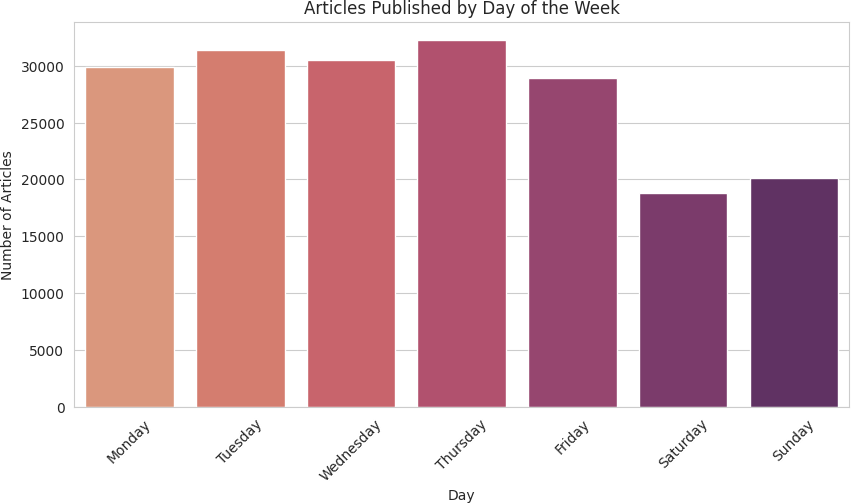 Articles Published by Day of the Week
Number of Articles
30000
25000
20000
15000
10000
5000
0
Monday
Tuesday
Wednesday
Thursday
Friday
Saturday
Sunday
Day